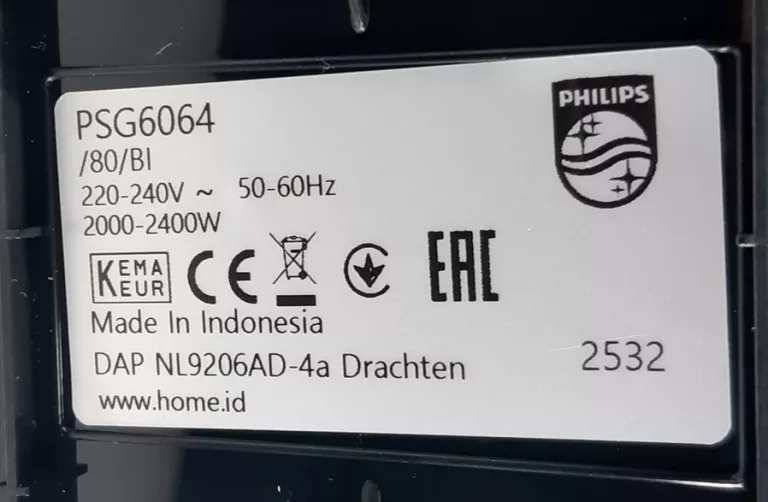 PSG6064
/80/BI
PHILIPS
220-240V ~ 50-60Hz
2000-2400W
KEMA
EUR
CE
EAC
Made In Indonesia
DAP NL9206AD-4a Drachten
2532
www.home.id